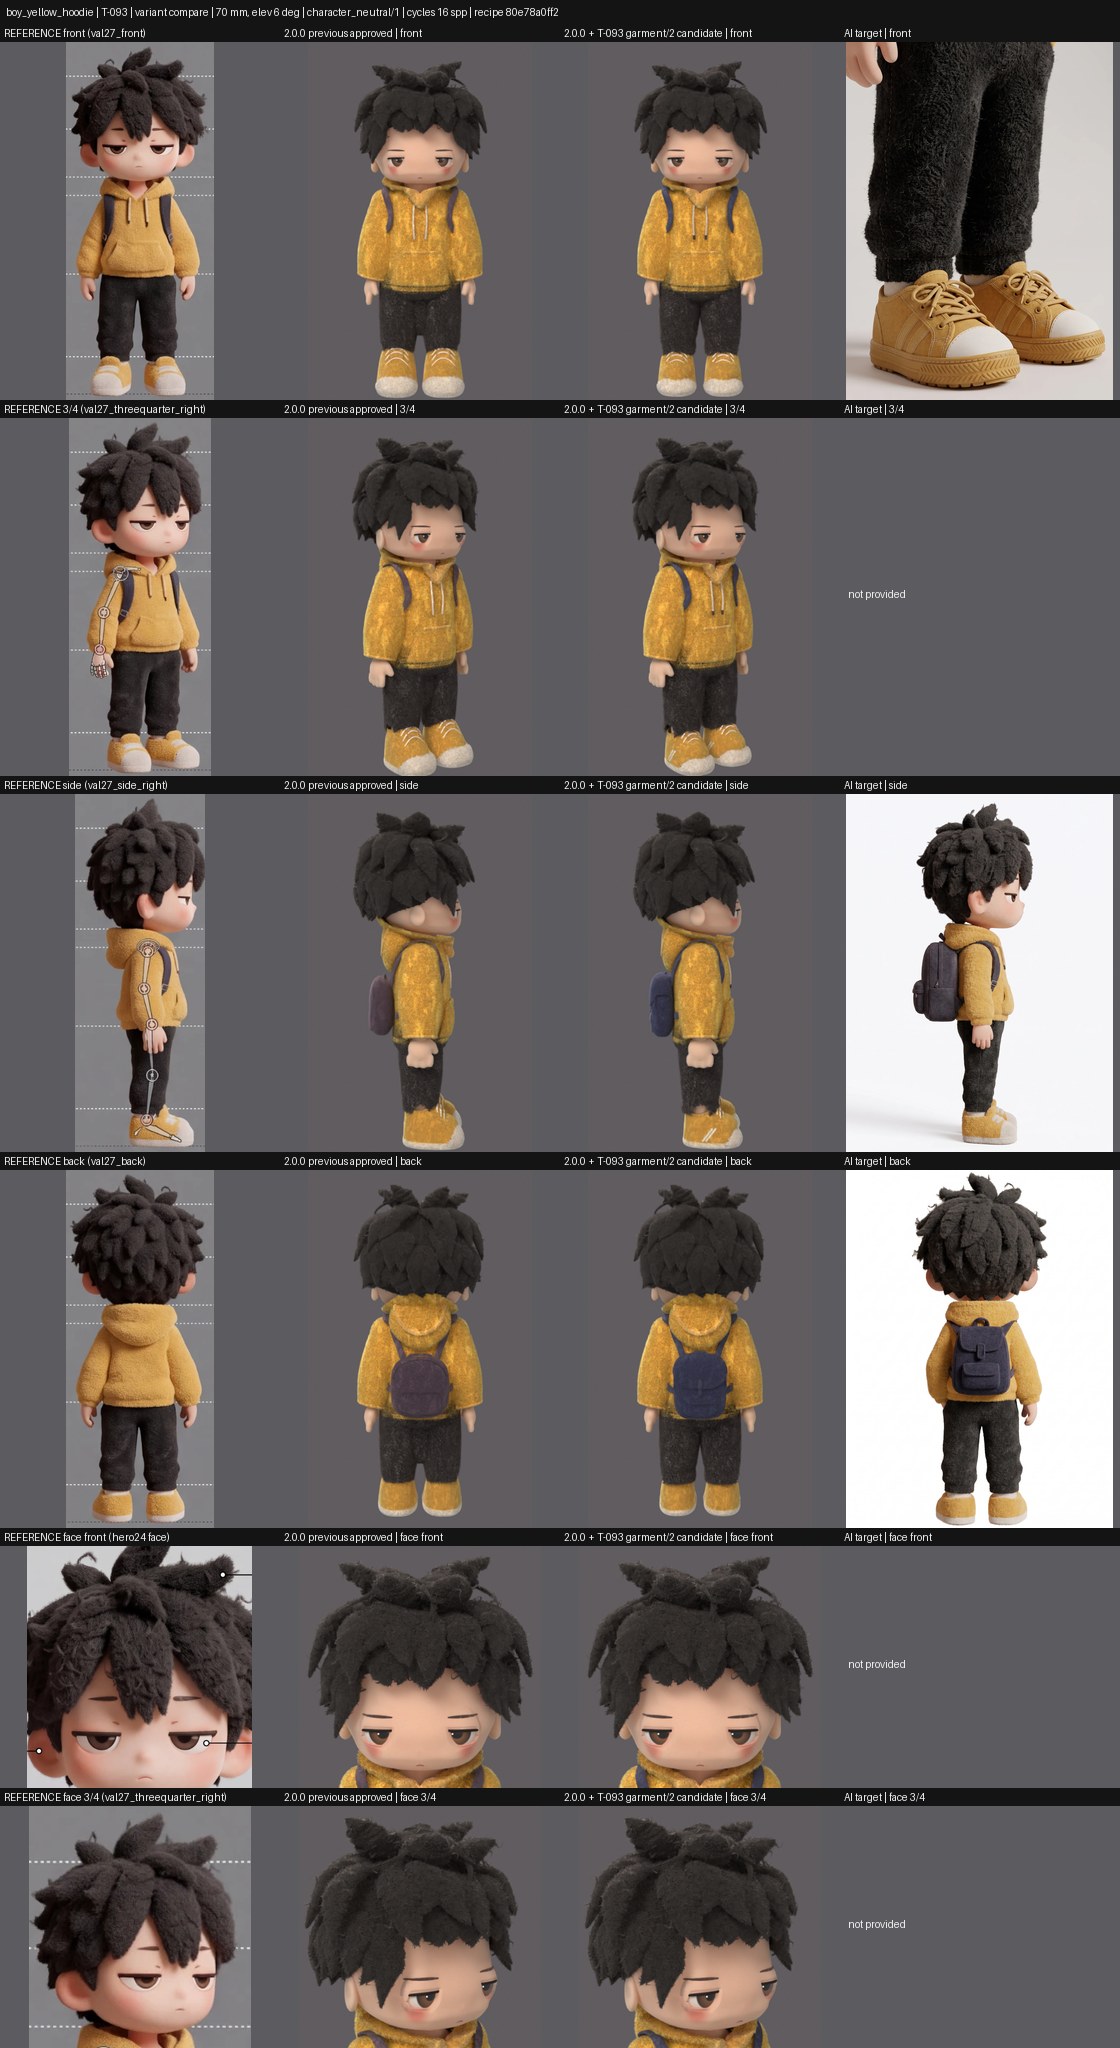 boy_yellow_hoodie | T-093 | variant compare | 70 mm, elev 6 deg | character_neutral/1 | cycles 16 spp | recipe 80e78a0ff2
REFERENCE front (val27_front) 2.0.0 previous approved | front 2.0.0 + T-093 garment/2 candidate | front AI target | front
REFERENCE 3/4 (val27_threequarter_right) 2.0.0 previous approved | 3/4 2.0.0 + T-093 garment/2 candidate | 3/4 AI target | 3/4
not provided
REFERENCE side (val27_side_right) 2.0.0 previous approved | side 2.0.0 + T-093 garment/2 candidate | side AI target | side
REFERENCE back (val27_back) 2.0.0 previous approved | back 2.0.0 + T-093 garment/2 candidate | back AI target | back
REFERENCE face front (hero24 face) 2.0.0 previous approved | face front 2.0.0 + T-093 garment/2 candidate | face front AI target | face front
not provided
REFERENCE face 3/4 (val27_threequarter_right) 2.0.0 previous approved | face 3/4 2.0.0 + T-093 garment/2 candidate | face 3/4 AI target | face 3/4
not provided